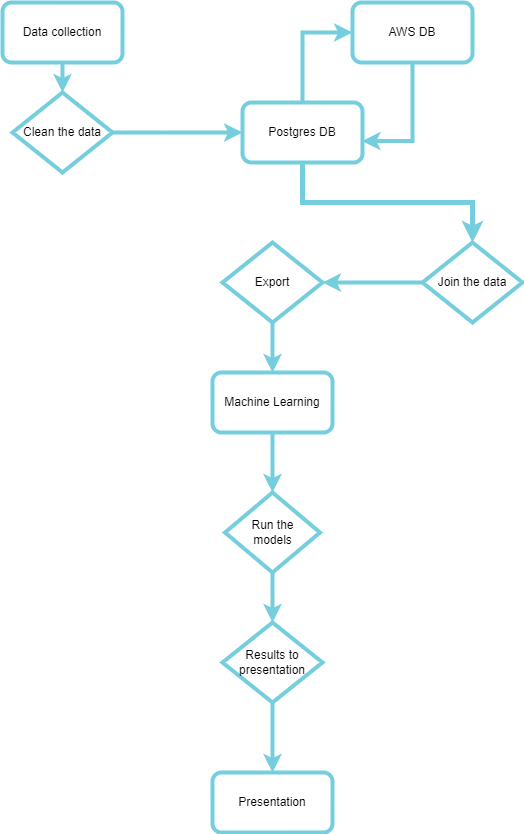 Data collection
AWS DB
Clean the data
Postgres DB
Join the data
Export
Machine Learning
Run the
models
Results to
presentation
Presentation